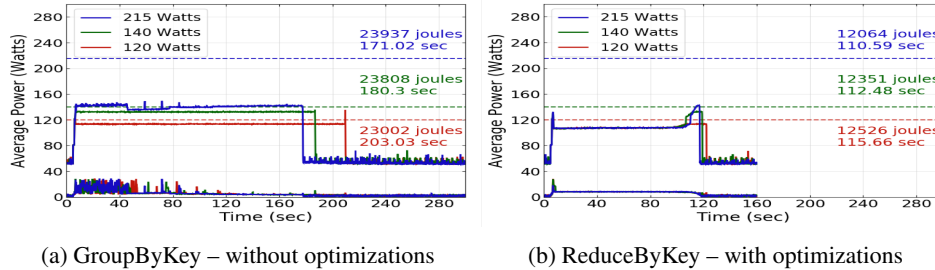 280
240
200
160
120
80
40
0
Average Power (Watts)
215 Watts
140 Watts
120 Watts
23937 joules
171.02 sec
23808 joules
180.3 sec
23002 joules
203.03 sec
0 40 80 120 160 200 240 280
Time (sec)
(a) GroupByKey – without optimizations
280
240
200
160
120
80
40
0
Average Power (Watts)
215 Watts
140 Watts
120 Watts
12064 joules
110.59 sec
12351 joules
112.48 sec
12526 joules
115.66 sec
0 40 80 120 160 200 240 280
Time (sec)
(b) ReduceByKey – with optimizations